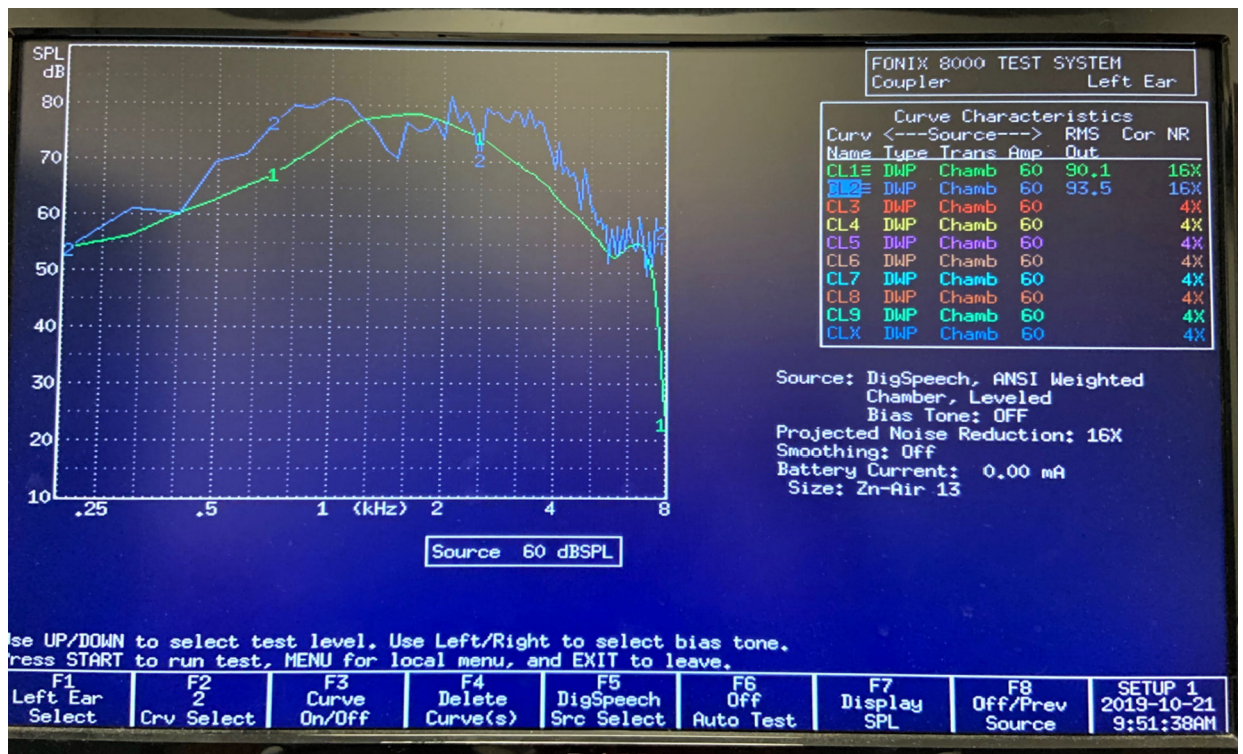 SPL
dB
80
70
60
50
40
30
20
10
.25 .5 1 (kHz) 2 4 8
2
1
1
2
2
1
2
1
Source 60 dBSPL
FONIX 8000 TEST SYSTEM
Coupler Left Ear
Curve Characteristics
Curv <---Source---> RMS Cor NR
Name Type Trans Amp Out
CL1≡ DWP Chamb 60 90.1 16X
CL2≡ DWP Chamb 60 93.5 16X
CL3 DWP Chamb 60 4X
CL4 DWP Chamb 60 4X
CL5 DWP Chamb 60 4X
CL6 DWP Chamb 60 4X
CL7 DWP Chamb 60 4X
CL8 DWP Chamb 60 4X
CL9 DWP Chamb 60 4X
CLX DWP Chamb 60 4X
Source: DigSpeech, ANSI Weighted
Chamber, Leveled
Bias Tone: OFF
Projected Noise Reduction: 16X
Smoothing: Off
Battery Current: 0.00 mA
Size: Zn-Air 13
se UP/DOWN to select test level. Use Left/Right to select bias tone.
ress START to run test, MENU for local menu, and EXIT to leave.
F1 F2 F3 F4 F5 F6 F7 F8 SETUP 1
Left Ear 2 Curve Delete DigSpeech Off Display Off/Prev 2019-10-21
Select Crv Select On/Off Curve(s) Src Select Auto Test SPL Source 9:51:38AM